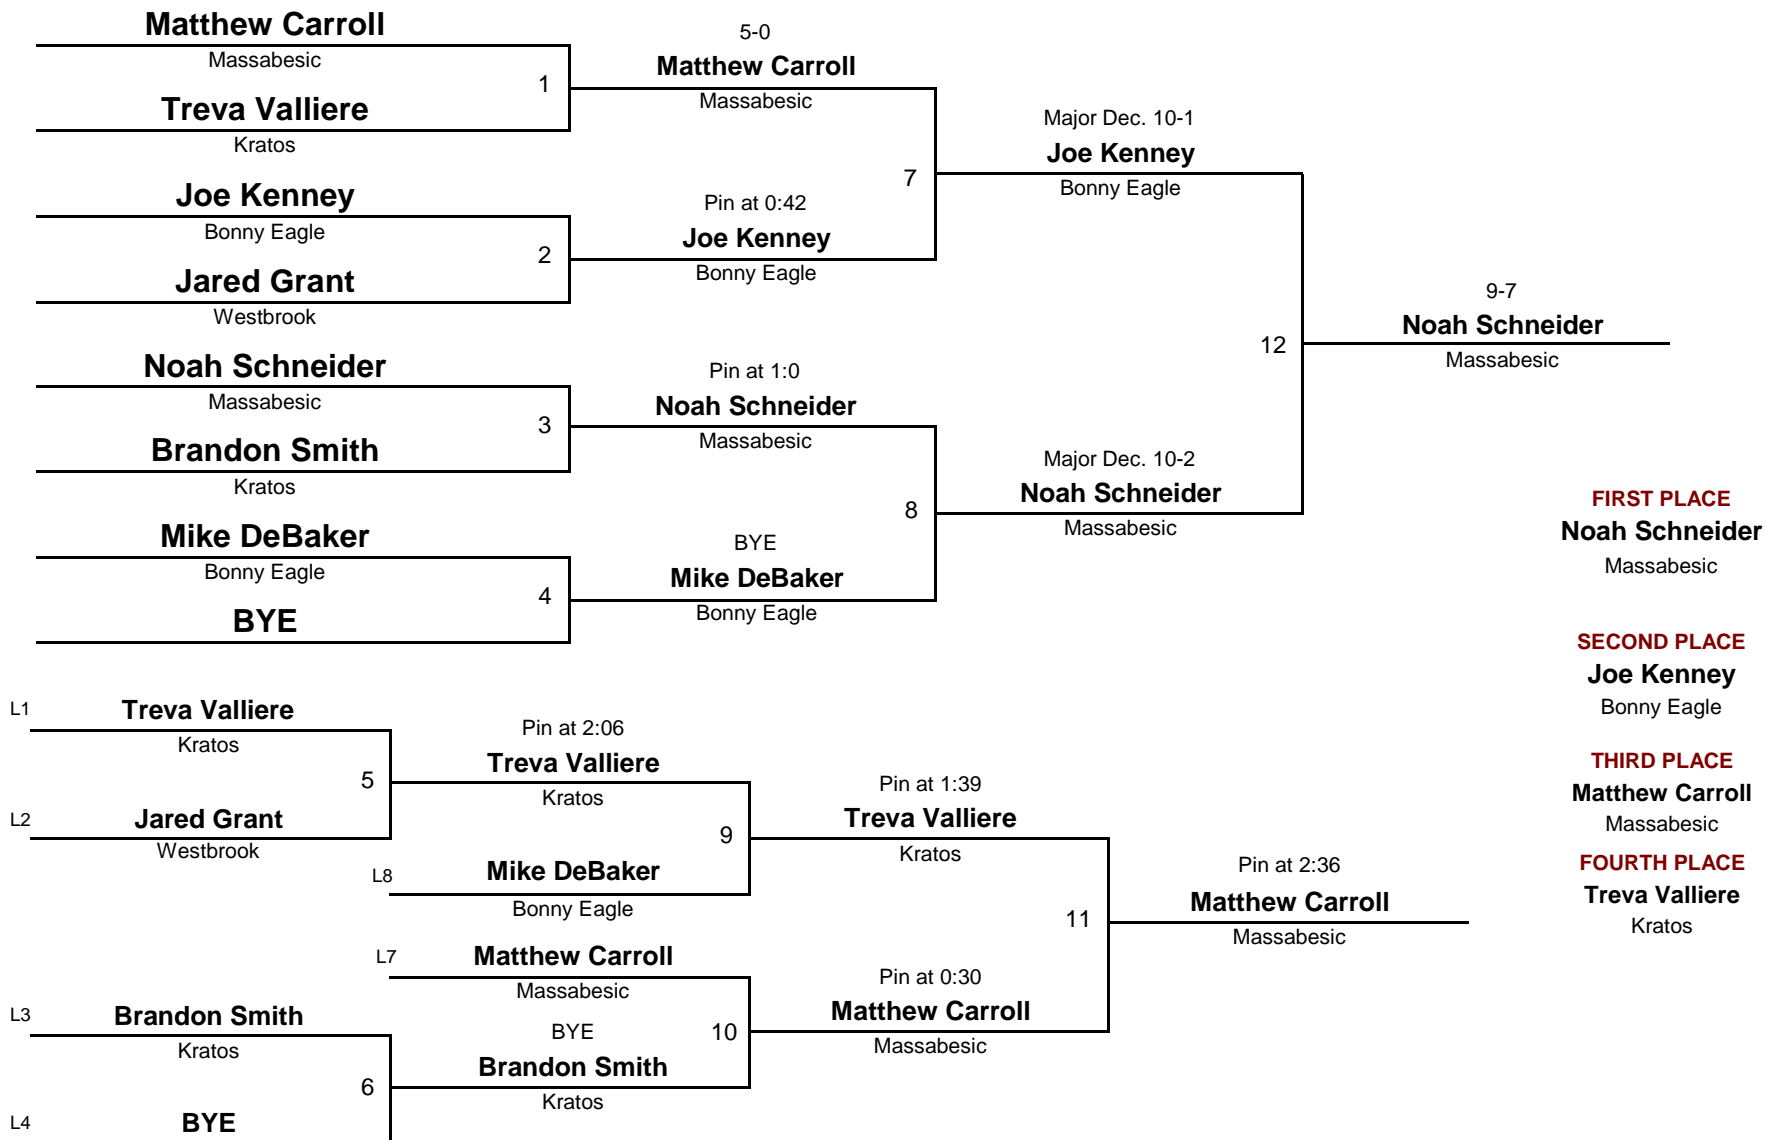 Matthew Carroll
Massabesic
1
Treva Valliere
Kratos
Joe Kenney
Bonny Eagle
2
Jared Grant
Westbrook
Noah Schneider
Massabesic
3
Brandon Smith
Kratos
Mike DeBaker
Bonny Eagle
4
BYE
5-0
Matthew Carroll
Massabesic
7
Pin at 0:42
Joe Kenney
Bonny Eagle
Pin at 1:0
Noah Schneider
Massabesic
8
BYE
Mike DeBaker
Bonny Eagle
Major Dec. 10-1
Joe Kenney
Bonny Eagle
12
Major Dec. 10-2
Noah Schneider
Massabesic
9-7
Noah Schneider
Massabesic
FIRST PLACE
Noah Schneider
Massabesic
SECOND PLACE
Joe Kenney
Bonny Eagle
THIRD PLACE
Matthew Carroll
Massabesic
FOURTH PLACE
Treva Valliere
Kratos
L1
Treva Valliere
Kratos
5
L2
Jared Grant
Westbrook
L3
Brandon Smith
Kratos
6
L4
BYE
Pin at 2:06
Treva Valliere
Kratos
9
L8
Mike DeBaker
Bonny Eagle
L7
Matthew Carroll
Massabesic
10
BYE
Brandon Smith
Kratos
Pin at 1:39
Treva Valliere
Kratos
11
Pin at 0:30
Matthew Carroll
Massabesic
Pin at 2:36
Matthew Carroll
Massabesic